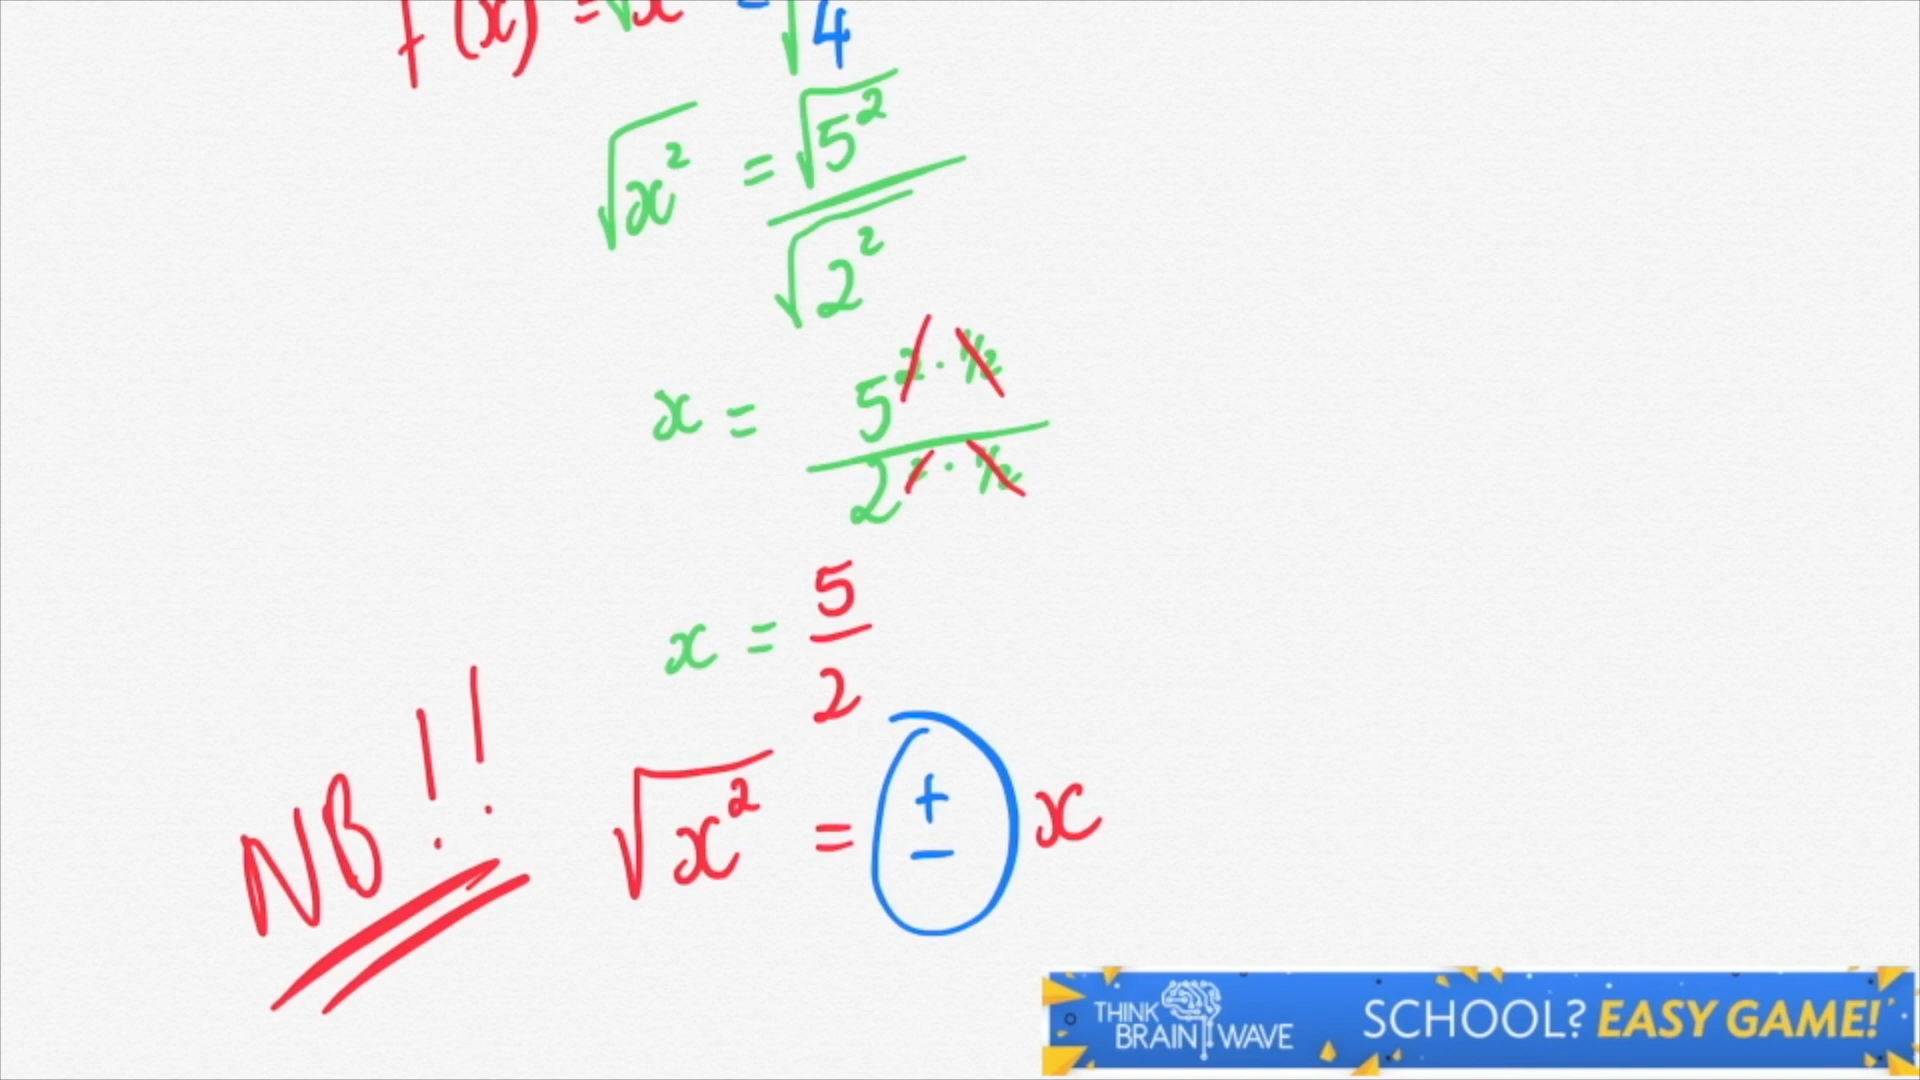 f(x) = √x = √4
√x² = √5² / √2²
x = 5^(2·1/2) / 2^(2·1/2)
x = 5/2
NB!! √x² = ± x
THINK BRAIN WAVE SCHOOL? EASY GAME!